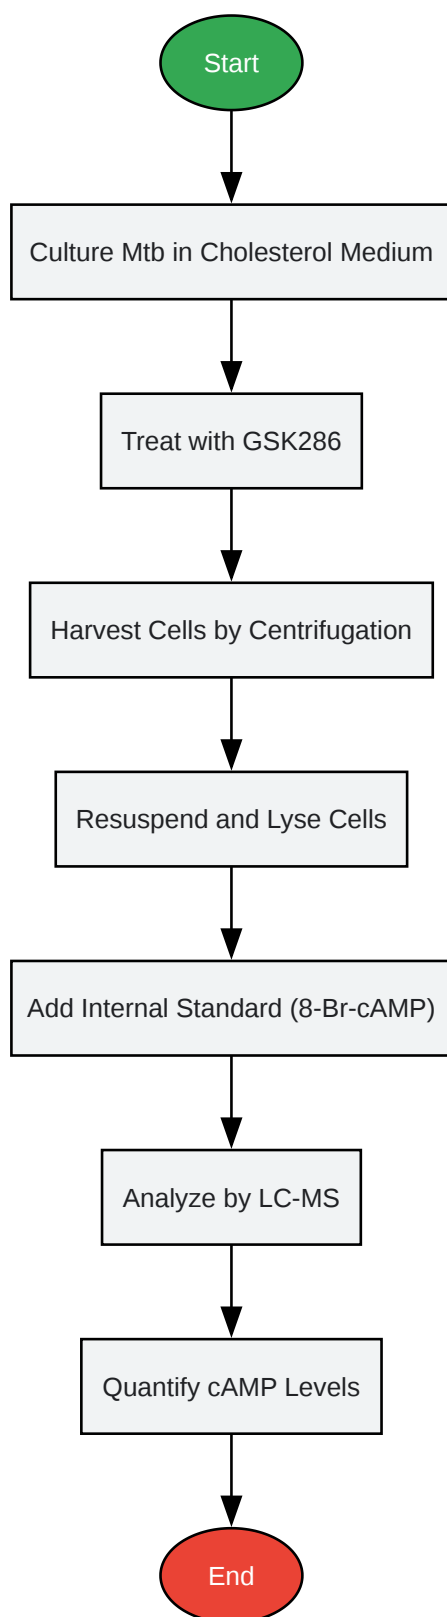 Start
Culture Mtb in Cholesterol Medium
Treat with GSK286
Harvest Cells by Centrifugation
Resuspend and Lyse Cells
Add Internal Standard (8-Br-cAMP)
Analyze by LC-MS
Quantify cAMP Levels
End